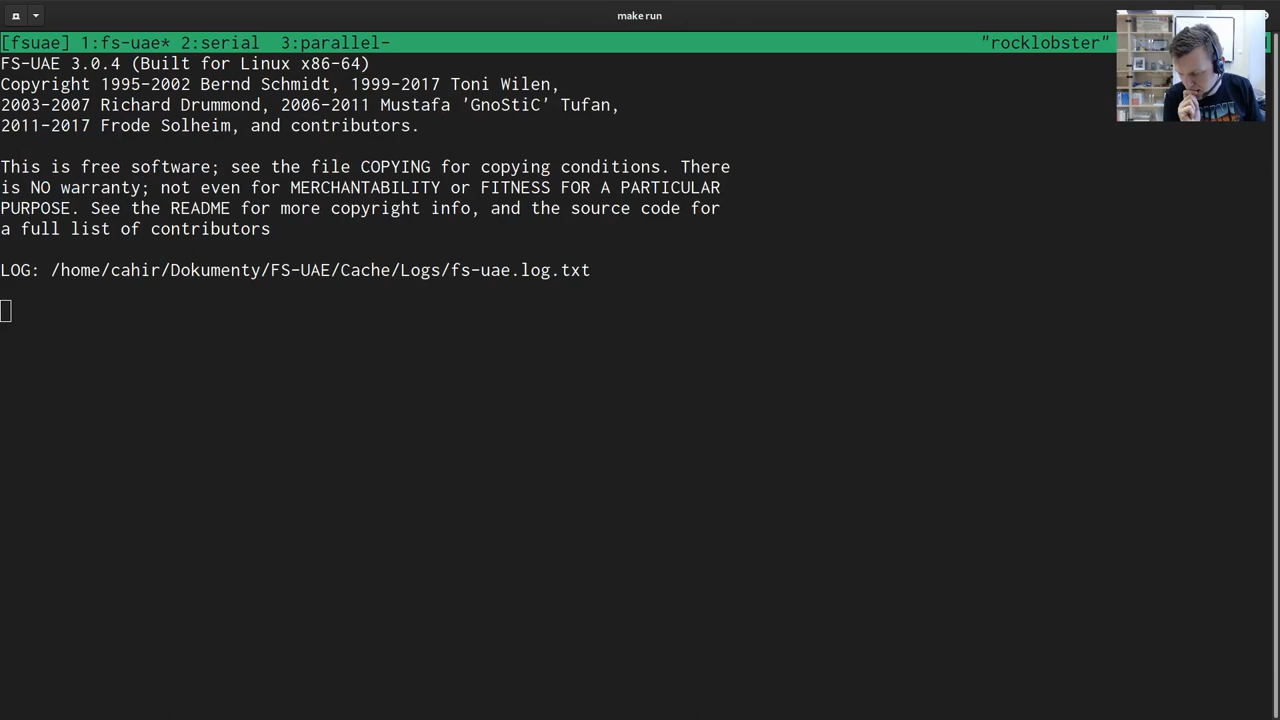 make run
[fsuae] 1:fs-uae* 2:serial  3:parallel- "rocklobster"
FS-UAE 3.0.4 (Built for Linux x86-64)
Copyright 1995-2002 Bernd Schmidt, 1999-2017 Toni Wilen,
2003-2007 Richard Drummond, 2006-2011 Mustafa 'GnoStiC' Tufan,
2011-2017 Frode Solheim, and contributors.
This is free software; see the file COPYING for copying conditions. There
is NO warranty; not even for MERCHANTABILITY or FITNESS FOR A PARTICULAR
PURPOSE. See the README for more copyright info, and the source code for
a full list of contributors
LOG: /home/cahir/Dokumenty/FS-UAE/Cache/Logs/fs-uae.log.txt